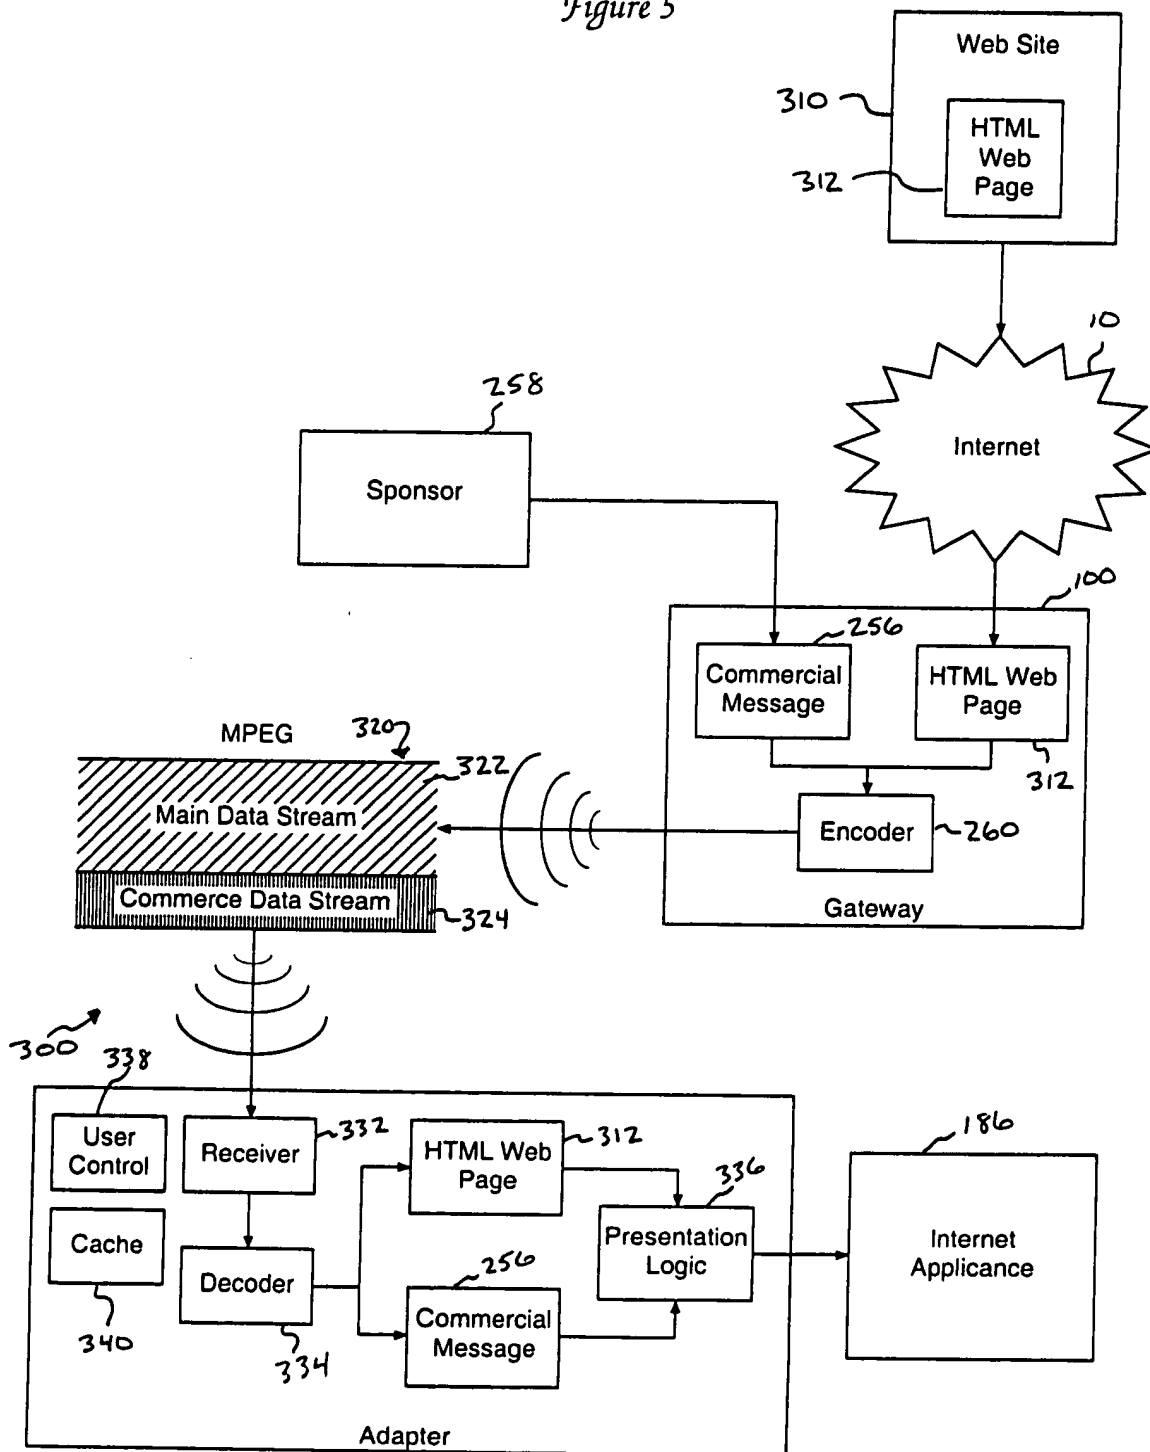 Figure 5
Web Site
310
HTML
Web
Page
312
10
Internet
258
Sponsor
100
256
Commercial
Message
HTML Web
Page
312
MPEG
320
322
Main Data Stream
Encoder
260
Commerce Data Stream
324
Gateway
300
338
User
Control
Receiver
332
HTML Web
Page
312
186
336
Cache
340
Decoder
334
256
Commercial
Message
Presentation
Logic
Internet
Applicance
Adapter